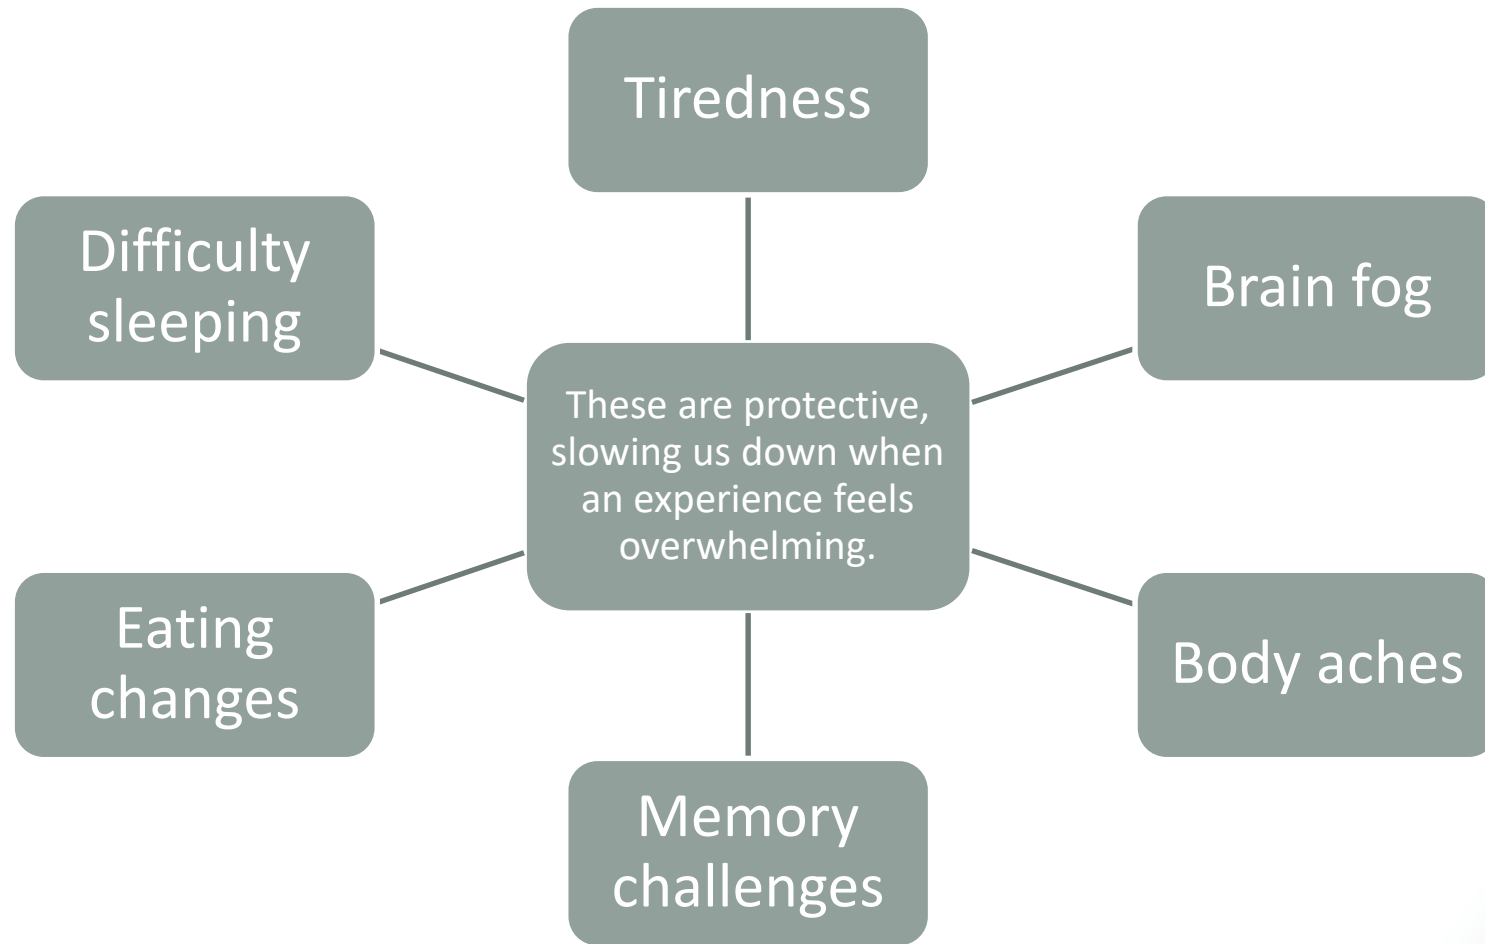 Tiredness
Difficulty
sleeping
Brain fog
These are protective,
slowing us down when
an experience feels
overwhelming.
Eating
changes
Body aches
Memory
challenges